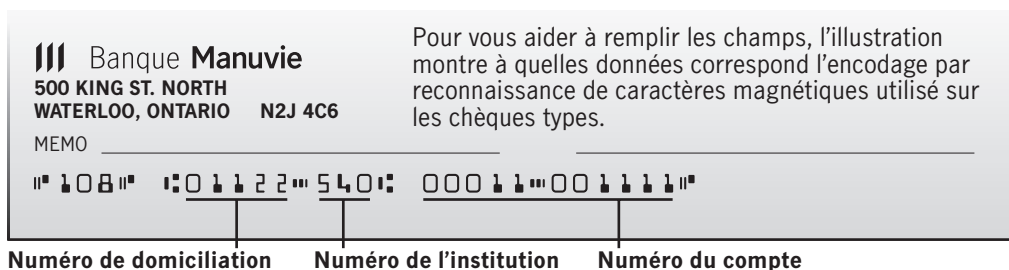 Banque Manuvie
500 KING ST. NORTH
WATERLOO, ONTARIO N2J 4C6
MEMO
Pour vous aider à remplir les champs, l'illustration
montre à quelles données correspond l'encodage par
reconnaissance de caractères magnétiques utilisé sur
les chèques types.
⑈108⑈ ⑆01122⑉540⑆ 00011⑉001111⑈
Numéro de domiciliation Numéro de l'institution Numéro du compte